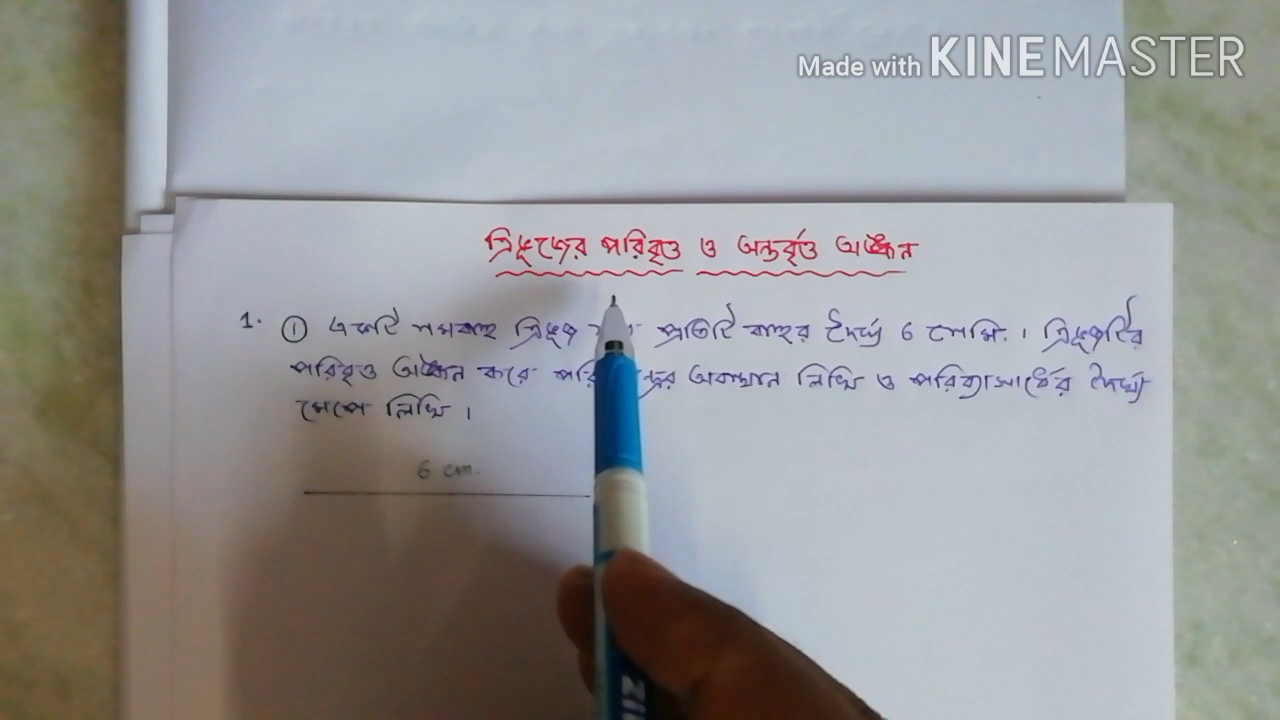 Made with KINEMASTER
ত্রিভুজের পরিবৃত্ত ও অন্তর্বৃত্ত অঙ্কন
1. ① একটি সমবাহু ত্রিভুজ প্রতিটি বাহুর দৈর্ঘ্য 6 সেমি. । ত্রিভুজটির
পরিবৃত্ত অঙ্কন করে অবস্থান লিখি ও পরিব্যাসার্ধের দৈর্ঘ্য
মেপে লিখি ।
6 cm.